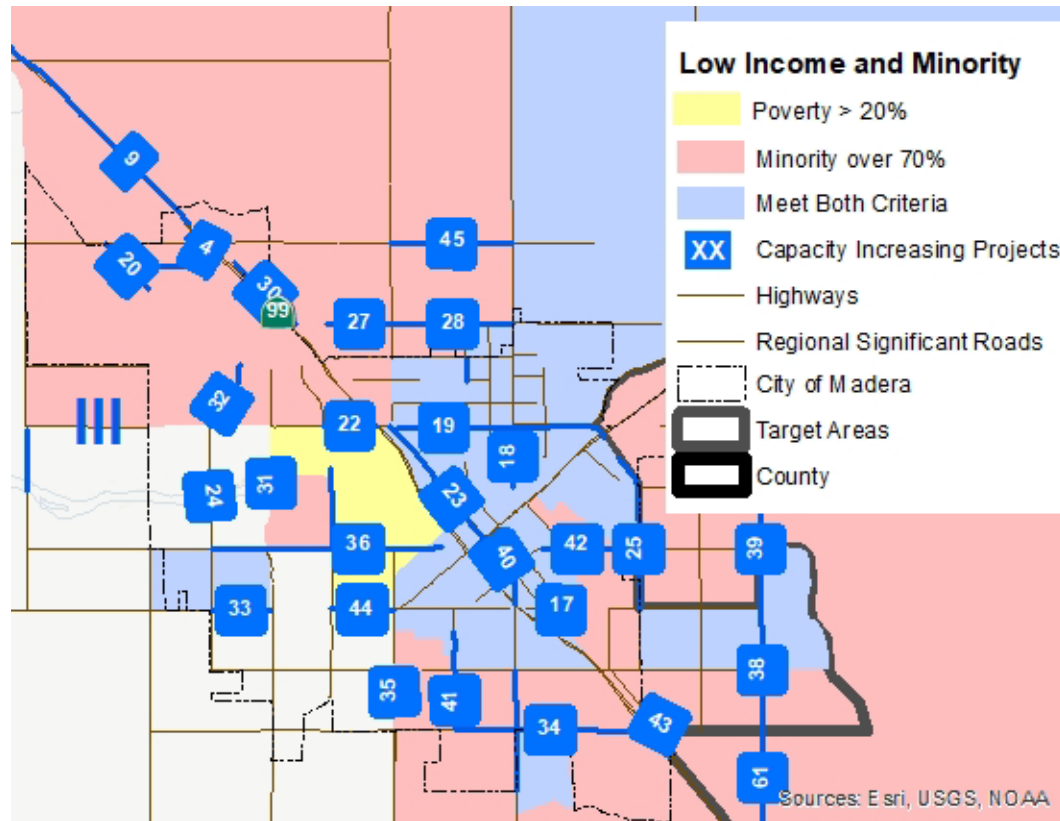 Low Income and Minority
Poverty > 20%
Minority over 70%
Meet Both Criteria
XX Capacity Increasing Projects
Highways
Regional Significant Roads
City of Madera
Target Areas
County
9
4
45
20
30
99
27
28
32
22
19
18
24
31
23
36
40
42
25
39
33
44
17
38
35
41
34
43
61
Sources: Esri, USGS, NOAA